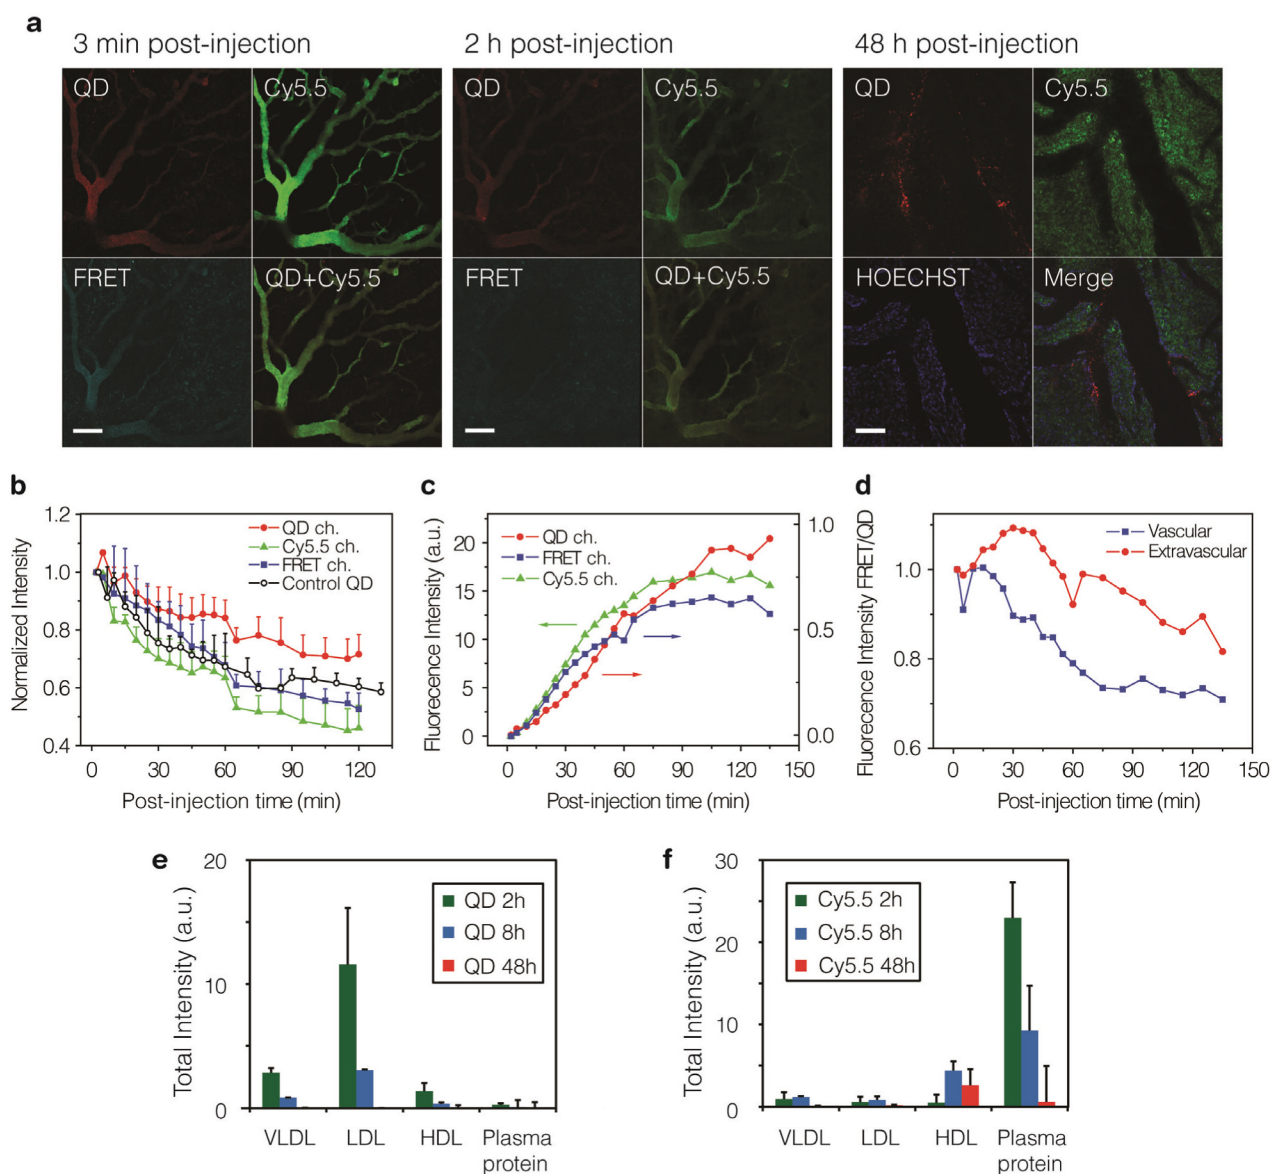 a
3 min post-injection
2 h post-injection
48 h post-injection
QD
Cy5.5
QD
Cy5.5
QD
Cy5.5
FRET
QD+Cy5.5
FRET
QD+Cy5.5
HOECHST
Merge
b
Normalized Intensity
1.2
1.0
0.8
0.6
0.4
QD ch.
Cy5.5 ch.
FRET ch.
Control QD
0 30 60 90 120
Post-injection time (min)
c
Fluorecence Intensity (a.u.)
20
15
10
5
0
QD ch.
FRET ch.
Cy5.5 ch.
1.0
0.5
0.0
0 30 60 90 120 150
Post-injection time (min)
d
Fluorecence Intensity FRET/QD
1.0
0.8
0.6
Vascular
Extravascular
0 30 60 90 120 150
Post-injection time (min)
e
Total Intensity (a.u.)
20
10
0
QD 2h
QD 8h
QD 48h
VLDL LDL HDL Plasma
protein
f
Total Intensity (a.u.)
30
20
10
0
Cy5.5 2h
Cy5.5 8h
Cy5.5 48h
VLDL LDL HDL Plasma
protein